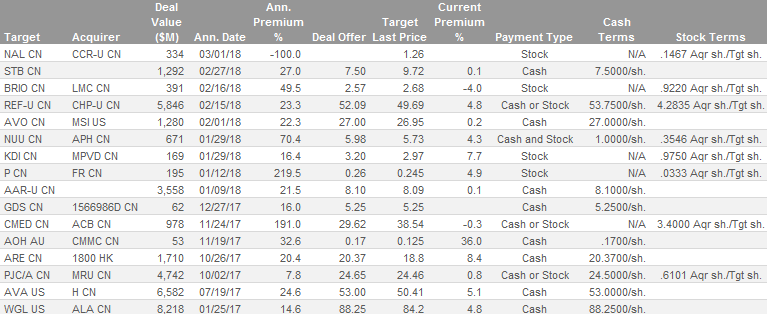 Deal Ann. Target Current
Value Premium Last Price Premium Cash
Target Acquirer ($M) Ann. Date % Deal Offer % Payment Type Terms Stock Terms
NAL CN CCR-U CN 334 03/01/18 -100.0 1.26 Stock N/A .1467 Aqr sh./Tgt sh.
STB CN 1,292 02/27/18 27.0 7.50 9.72 0.1 Cash 7.5000/sh.
BRIO CN LMC CN 391 02/16/18 49.5 2.57 2.68 -4.0 Stock N/A .9220 Aqr sh./Tgt sh.
REF-U CN CHP-U CN 5,846 02/15/18 23.3 52.09 49.69 4.8 Cash or Stock 53.7500/sh. 4.2835 Aqr sh./Tgt sh.
AVO CN MSI US 1,280 02/01/18 22.3 27.00 26.95 0.2 Cash 27.0000/sh.
NUU CN APH CN 671 01/29/18 70.4 5.98 5.73 4.3 Cash and Stock 1.0000/sh. .3546 Aqr sh./Tgt sh.
KDI CN MPVD CN 169 01/29/18 16.4 3.20 2.97 7.7 Stock N/A .9750 Aqr sh./Tgt sh.
P CN FR CN 195 01/12/18 219.5 0.26 0.245 4.9 Stock N/A .0333 Aqr sh./Tgt sh.
AAR-U CN 3,558 01/09/18 21.5 8.10 8.09 0.1 Cash 8.1000/sh.
GDS CN 1566986D CN 62 12/27/17 16.0 5.25 5.25 Cash 5.2500/sh.
CMED CN ACB CN 978 11/24/17 191.0 29.62 38.54 -0.3 Cash or Stock N/A 3.4000 Aqr sh./Tgt sh.
AOH AU CMMC CN 53 11/19/17 32.6 0.17 0.125 36.0 Cash .1700/sh.
ARE CN 1800 HK 1,710 10/26/17 20.4 20.37 18.8 8.4 Cash 20.3700/sh.
PJC/A CN MRU CN 4,742 10/02/17 7.8 24.65 24.46 0.8 Cash or Stock 24.5000/sh. .6101 Aqr sh./Tgt sh.
AVA US H CN 6,582 07/19/17 24.6 53.00 50.41 5.1 Cash 53.0000/sh.
WGL US ALA CN 8,218 01/25/17 14.6 88.25 84.2 4.8 Cash 88.2500/sh.